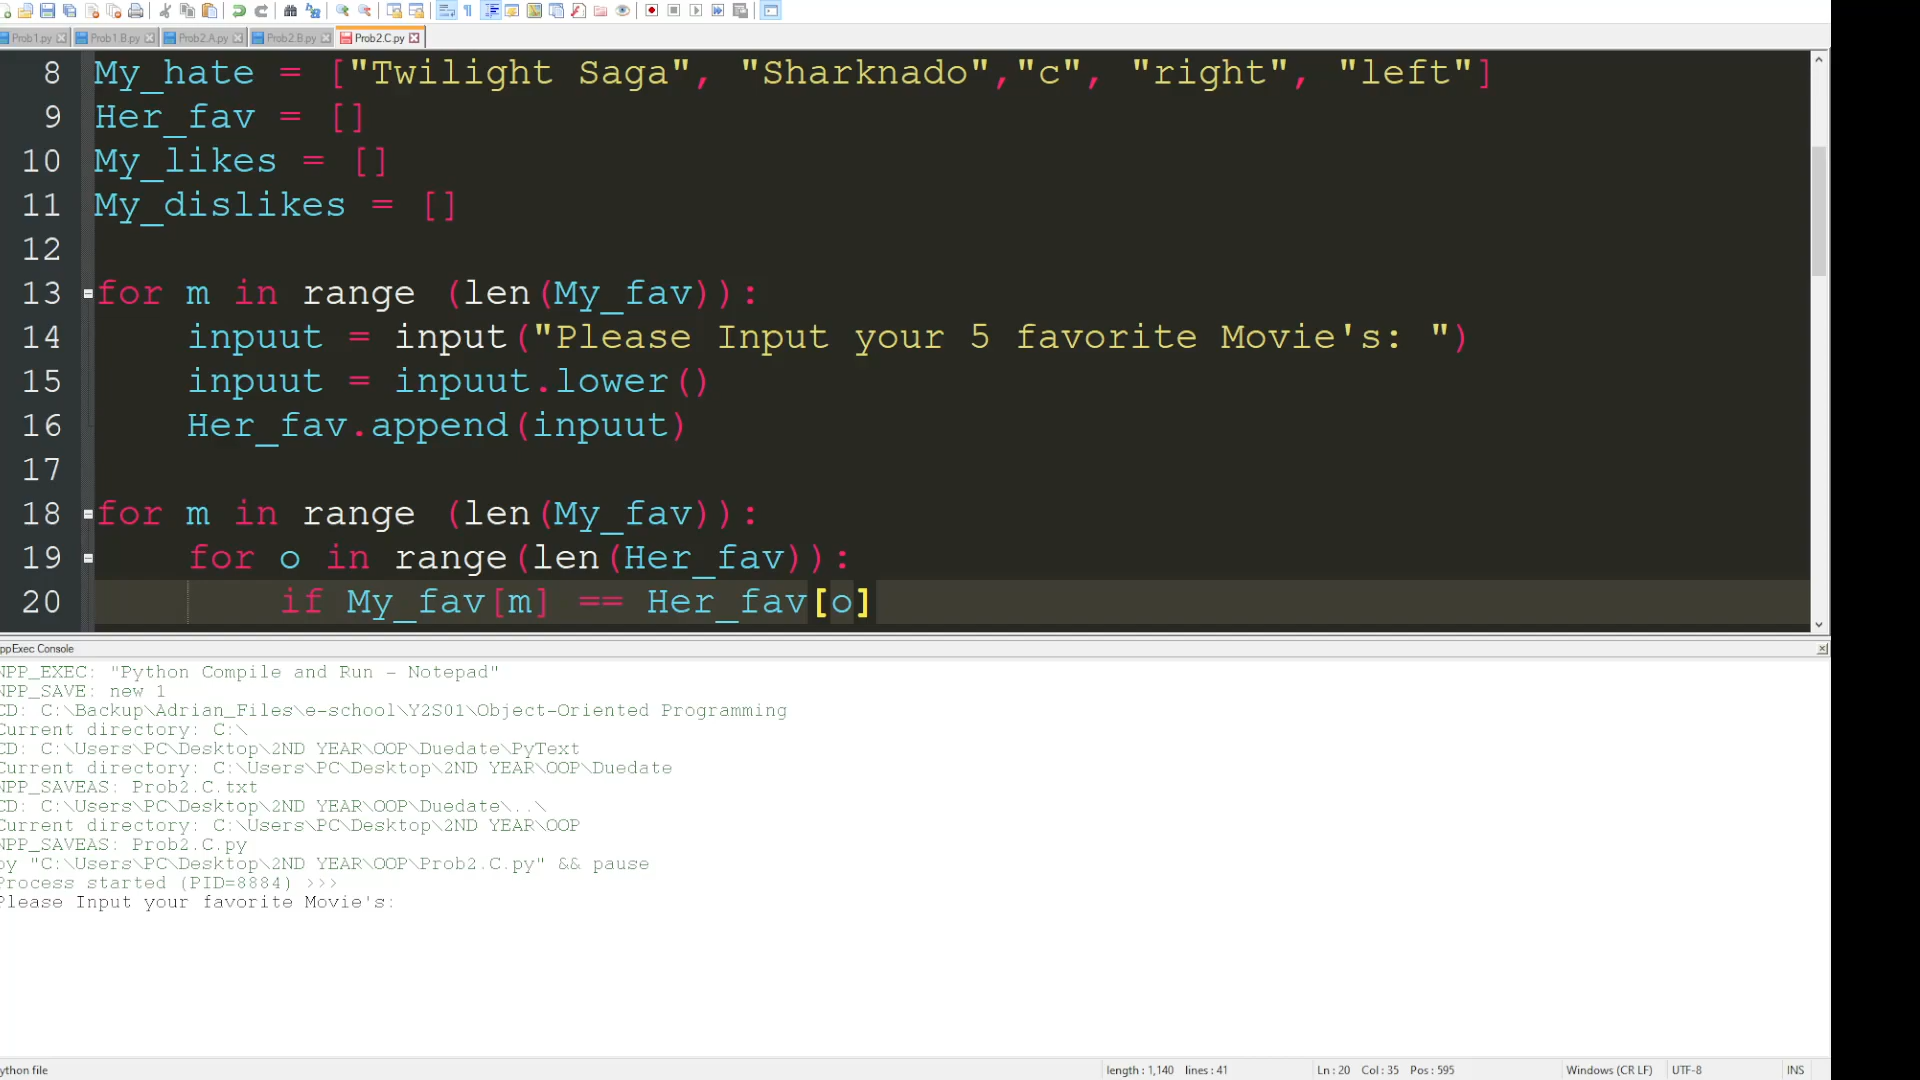 Prob1.py Prob1.B.py Prob2.A.py Prob2.B.py Prob2.C.py
8 My_hate = ["Twilight Saga", "Sharknado","c", "right", "left"]
9 Her_fav = []
10 My_likes = []
11 My_dislikes = []
12
13 for m in range (len(My_fav)):
14 inpuut = input("Please Input your 5 favorite Movie's: ")
15 inpuut = inpuut.lower()
16 Her_fav.append(inpuut)
17
18 for m in range (len(My_fav)):
19 for o in range(len(Her_fav)):
20 if My_fav[m] == Her_fav[o]
ppExec Console
NPP_EXEC: "Python Compile and Run - Notepad"
NPP_SAVE: new 1
CD: C:\Backup\Adrian_Files\e-school\Y2S01\Object-Oriented Programming
Current directory: C:\
CD: C:\Users\PC\Desktop\2ND YEAR\OOP\Duedate\PyText
Current directory: C:\Users\PC\Desktop\2ND YEAR\OOP\Duedate
NPP_SAVEAS: Prob2.C.txt
CD: C:\Users\PC\Desktop\2ND YEAR\OOP\Duedate\..\
Current directory: C:\Users\PC\Desktop\2ND YEAR\OOP
NPP_SAVEAS: Prob2.C.py
py "C:\Users\PC\Desktop\2ND YEAR\OOP\Prob2.C.py" && pause
Process started (PID=8884) >>>
Please Input your favorite Movie's:
ython file length : 1,140 lines : 41 Ln : 20 Col : 35 Pos : 595 Windows (CR LF) UTF-8 INS